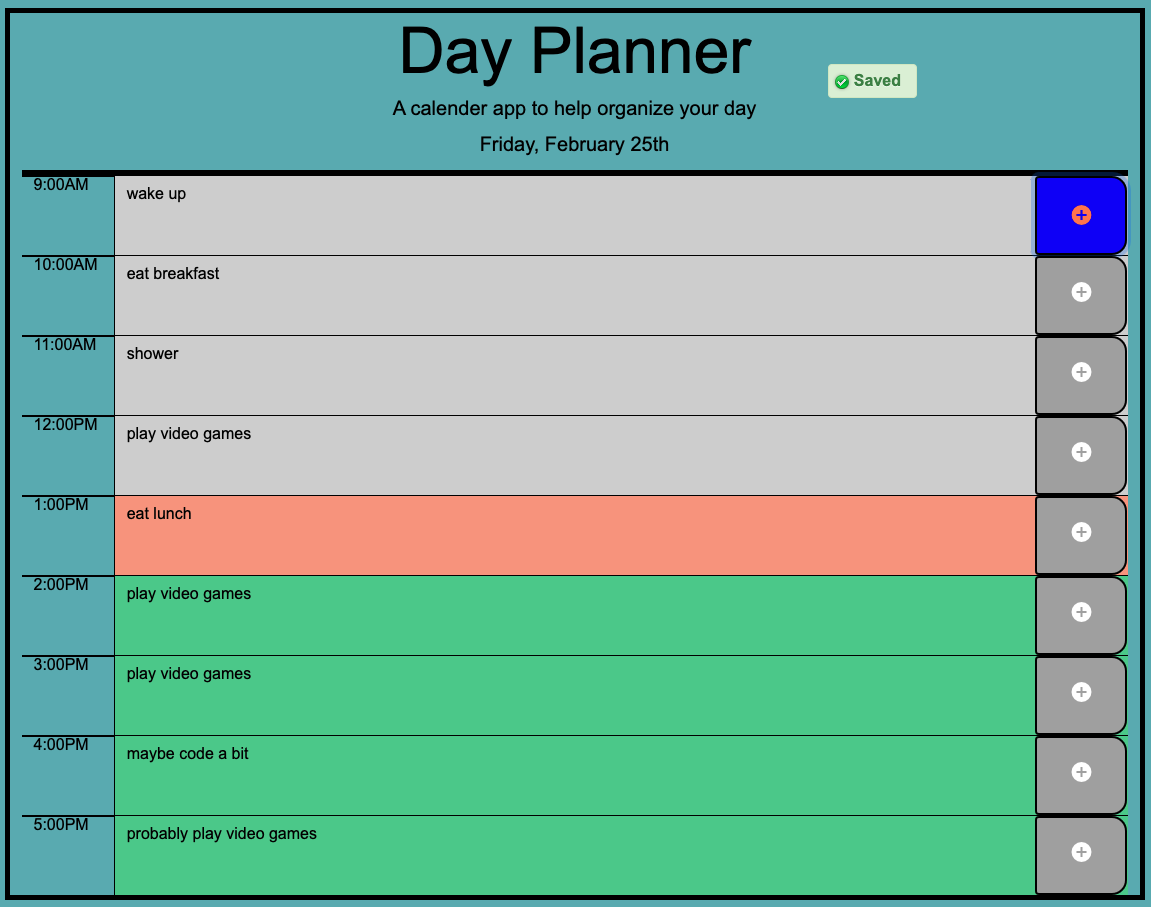 Day Planner
Saved
A calender app to help organize your day
Friday, February 25th
9:00AM wake up
10:00AM eat breakfast
11:00AM shower
12:00PM play video games
1:00PM eat lunch
2:00PM play video games
3:00PM play video games
4:00PM maybe code a bit
5:00PM probably play video games